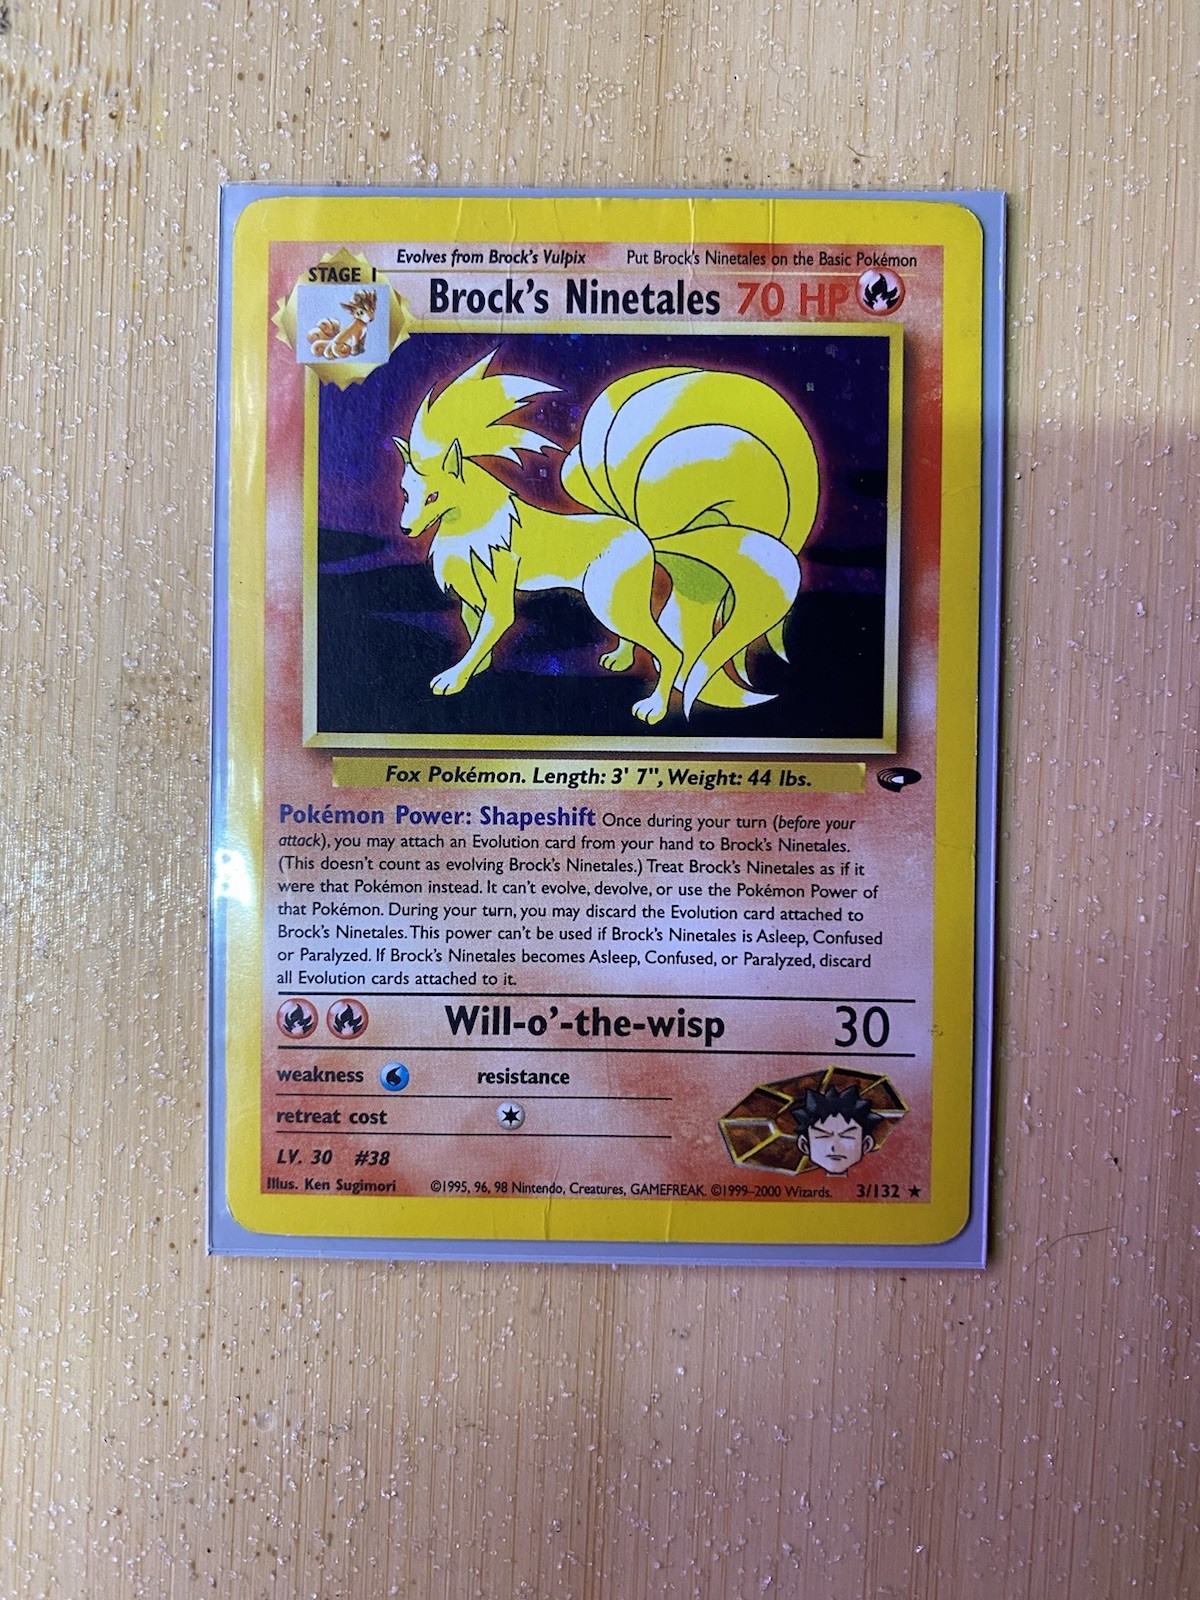 Evolves from Brock's Vulpix Put Brock's Ninetales on the Basic Pokémon
STAGE 1
Brock's Ninetales 70 HP
Fox Pokémon. Length: 3' 7", Weight: 44 lbs.
Pokémon Power: Shapeshift Once during your turn (before your
attack), you may attach an Evolution card from your hand to Brock's Ninetales.
(This doesn't count as evolving Brock's Ninetales.) Treat Brock's Ninetales as if it
were that Pokémon instead. It can't evolve, devolve, or use the Pokémon Power of
that Pokémon. During your turn, you may discard the Evolution card attached to
Brock's Ninetales. This power can't be used if Brock's Ninetales is Asleep, Confused
or Paralyzed. If Brock's Ninetales becomes Asleep, Confused, or Paralyzed, discard
all Evolution cards attached to it.
Will-o'-the-wisp 30
weakness resistance
retreat cost
LV. 30 #38
Illus. Ken Sugimori ©1995, 96, 98 Nintendo, Creatures, GAMEFREAK. ©1999–2000 Wizards. 3/132 ★